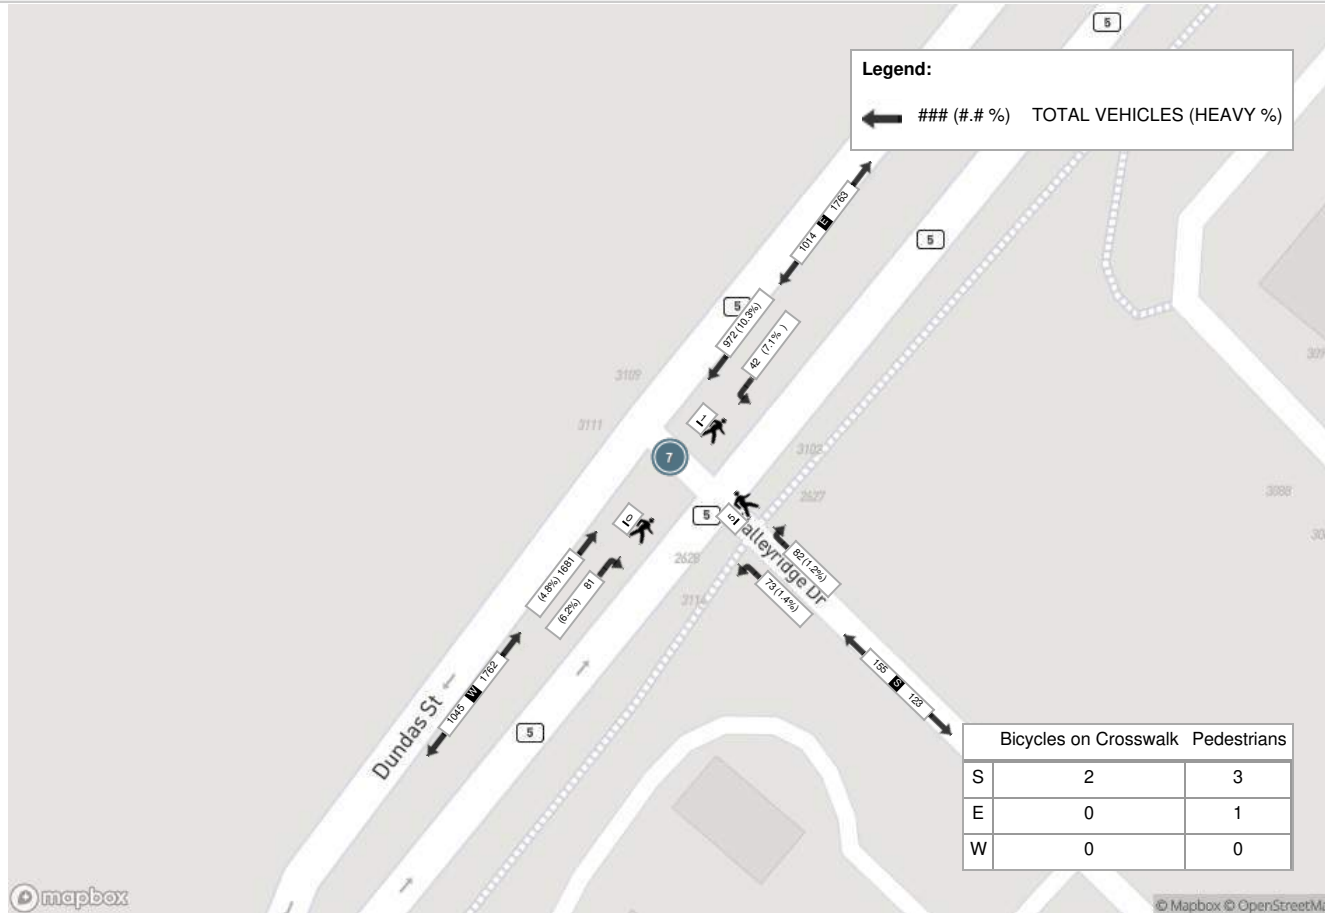 5
Legend:
### (#.# %) TOTAL VEHICLES (HEAVY %)
1014 E 1763
5
5
972 (10.3%)
42 (7.1% )
3109
1
3111
7
3103
2627
3088
0
5
5
alleyridge Dr
82 (1.2%)
2628
(4.8%) 1681
(6.2%) 81
73 (1.4%)
155 S 123
1045 W 1762
Dundas St
5
Bicycles on Crosswalk Pedestrians
S 2 3
E 0 1
W 0 0
mapbox
© Mapbox © OpenStreetMa